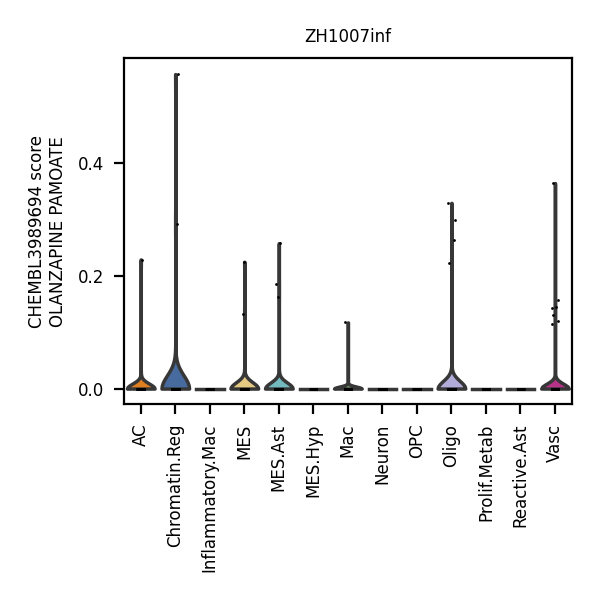 ZH1007inf
CHEMBL3989694 score
OLANZAPINE PAMOATE
0.4
0.2
0.0
AC
Chromatin.Reg
Inflammatory.Mac
MES
MES.Ast
MES.Hyp
Mac
Neuron
OPC
Oligo
Prolif.Metab
Reactive.Ast
Vasc